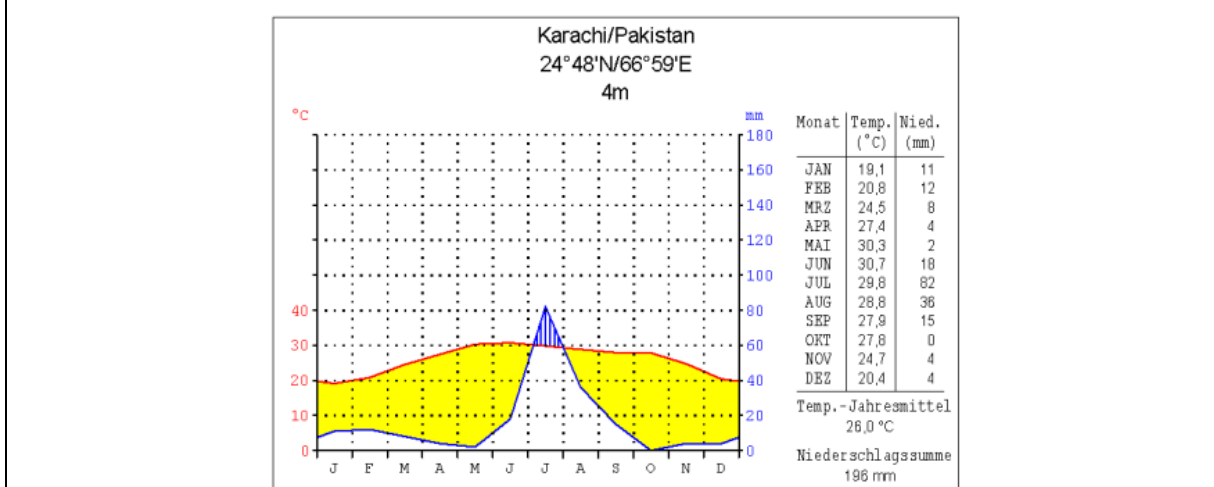 Karachi/Pakistan
24°48'N/66°59'E
4m
°C
mm
180
160
140
120
100
40 80
30 60
20 40
10 20
0 0
J F M A M J J A S O N D
Monat Temp. Nied.
(°C) (mm)
JAN 19,1 11
FEB 20,8 12
MRZ 24,5 8
APR 27,4 4
MAI 30,3 2
JUN 30,7 18
JUL 29,8 82
AUG 28,8 36
SEP 27,9 15
OKT 27,8 0
NOV 24,7 4
DEZ 20,4 4
Temp.-Jahresmittel
26,0 °C
Niederschlagssumme
196 mm